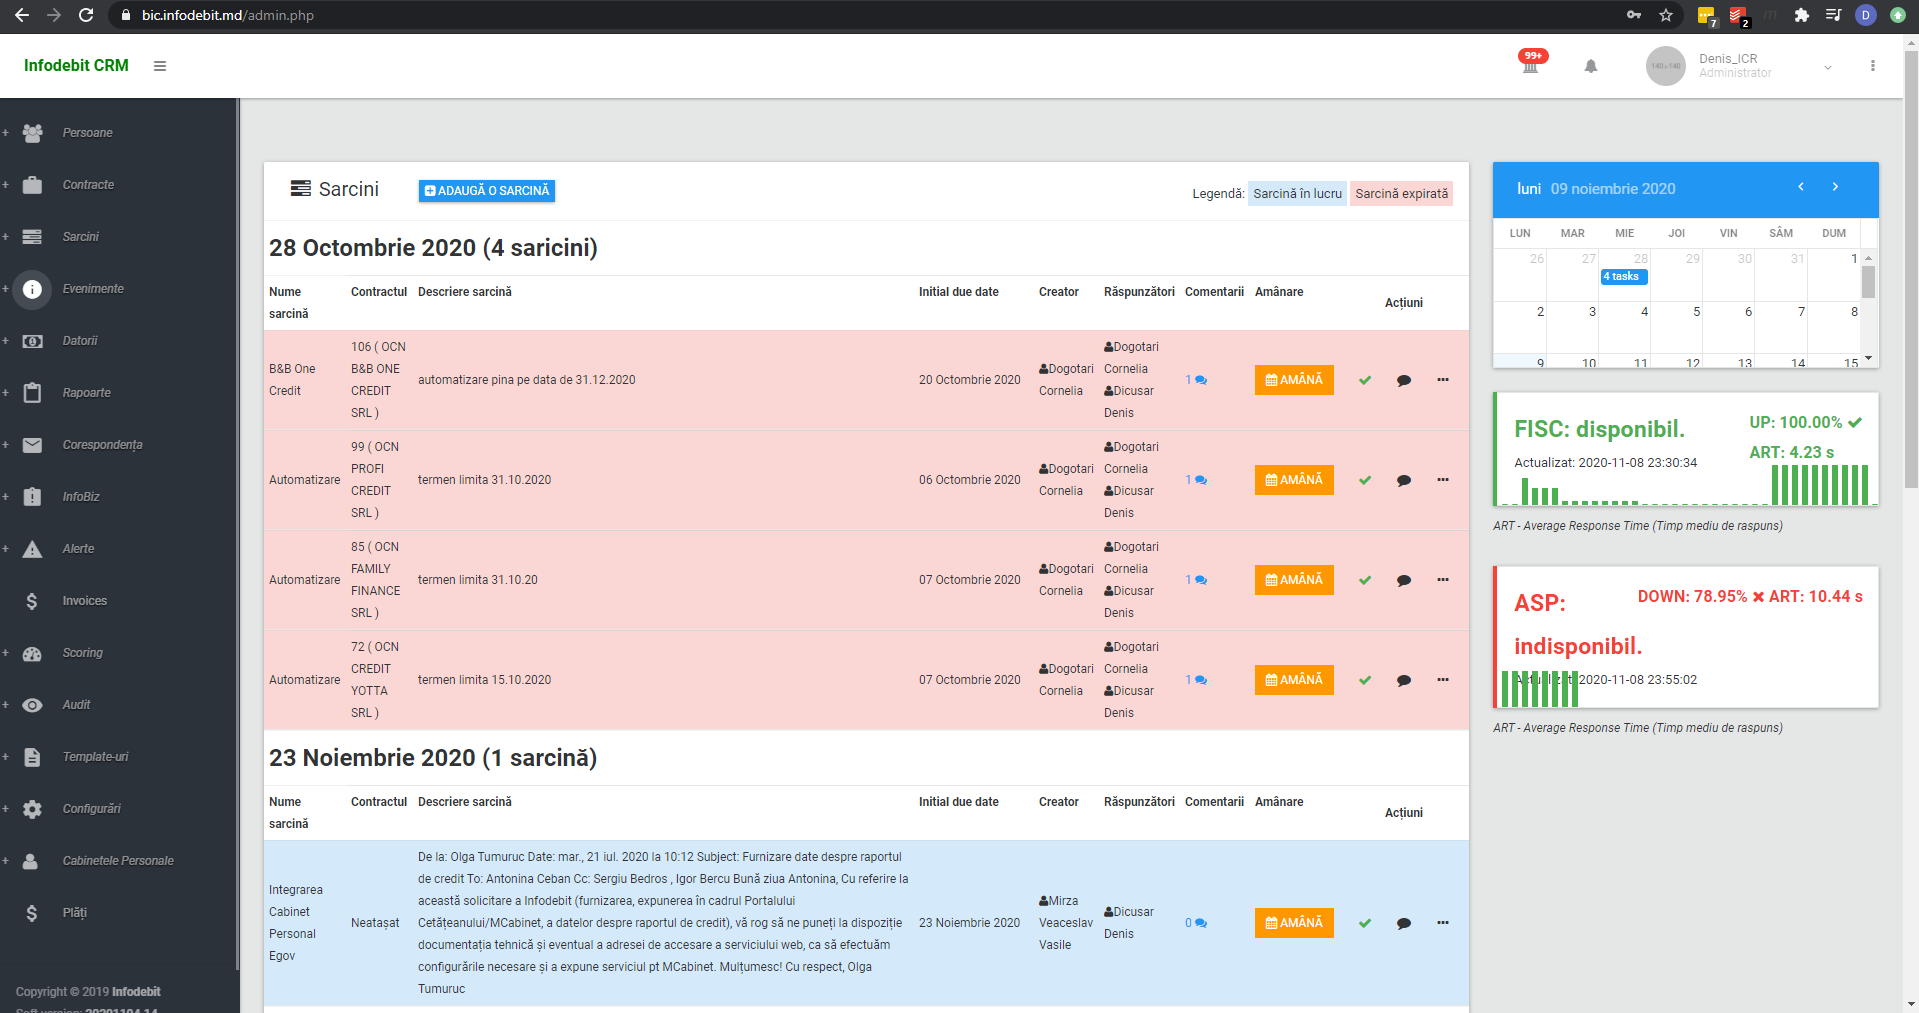 bic.infodebit.md/admin.php
7
2
D
Infodebit CRM
99+
140 x 140
Denis_ICR
Administrator
+ Persoane
+ Contracte
+ Sarcini
+ Evenimente
+ Datorii
+ Rapoarte
+ Corespondența
+ InfoBiz
+ Alerte
Invoices
+ Scoring
+ Audit
+ Template-uri
+ Configurări
+ Cabinetele Personale
Plăți
Copyright © 2019 Infodebit
Soft version: 20201104.14
Sarcini
ADAUGĂ O SARCINĂ
Legendă: Sarcină în lucru Sarcină expirată
28 Octombrie 2020 (4 saricini)
Nume sarcină Contractul Descriere sarcină Initial due date Creator Răspunzători Comentarii Amânare Acțiuni
B&B One
Credit
106 ( OCN
B&B ONE
CREDIT
SRL )
automatizare pina pe data de 31.12.2020
20 Octombrie 2020
Dogotari
Cornelia
Dogotari
Cornelia
Dicusar
Denis
1
AMÂNĂ
Automatizare
99 ( OCN
PROFI
CREDIT
SRL )
termen limita 31.10.2020
06 Octombrie 2020
Dogotari
Cornelia
Dogotari
Cornelia
Dicusar
Denis
1
AMÂNĂ
Automatizare
85 ( OCN
FAMILY
FINANCE
SRL )
termen limita 31.10.20
07 Octombrie 2020
Dogotari
Cornelia
Dogotari
Cornelia
Dicusar
Denis
1
AMÂNĂ
Automatizare
72 ( OCN
CREDIT
YOTTA
SRL )
termen limita 15.10.2020
07 Octombrie 2020
Dogotari
Cornelia
Dogotari
Cornelia
Dicusar
Denis
1
AMÂNĂ
23 Noiembrie 2020 (1 sarcină)
Nume sarcină Contractul Descriere sarcină Initial due date Creator Răspunzători Comentarii Amânare Acțiuni
Integrarea
Cabinet
Personal
Egov
Neatașat
De la: Olga Tumuruc Date: mar., 21 iul. 2020 la 10:12 Subject: Furnizare date despre raportul
de credit To: Antonina Ceban Cc: Sergiu Bedros , Igor Bercu Bună ziua Antonina, Cu referire la
această solicitare a Infodebit (furnizarea, expunerea în cadrul Portalului
Cetățeanului/MCabinet, a datelor despre raportul de credit), vă rog să ne puneți la dispoziție
documentația tehnică și eventual a adresei de accesare a serviciului web, ca să efectuăm
configurările necesare și a expune serviciul pt MCabinet. Mulțumesc! Cu respect, Olga
Tumuruc
23 Noiembrie 2020
Mirza
Veaceslav
Vasile
Dicusar
Denis
0
AMÂNĂ
luni 09 noiembrie 2020
LUN MAR MIE JOI VIN SÂM DUM
26 27 28 29 30 31 1
4 tasks
2 3 4 5 6 7 8
9 10 11 12 13 14 15
FISC: disponibil.
UP: 100.00%
ART: 4.23 s
Actualizat: 2020-11-08 23:30:34
ART - Average Response Time (Timp mediu de raspuns)
ASP:
indisponibil.
DOWN: 78.95% ART: 10.44 s
Actualizat: 2020-11-08 23:55:02
ART - Average Response Time (Timp mediu de raspuns)